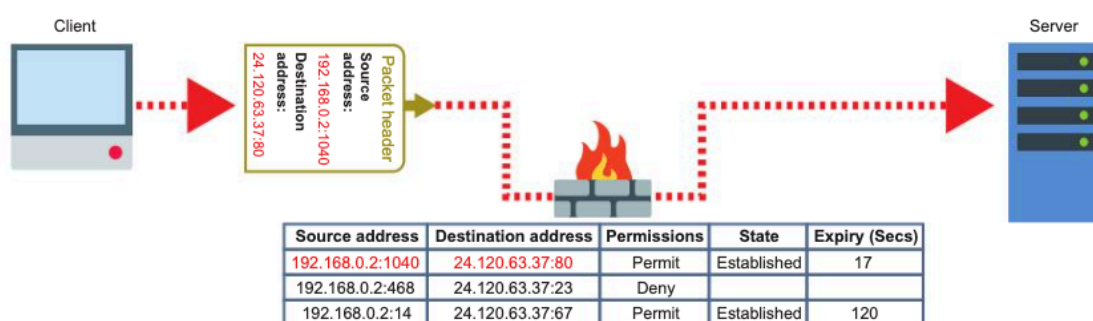 Client
Server
Packet header
Source
address:
192.168.0.2:1040
Destination
address:
24.120.63.37:80
Source address Destination address Permissions State Expiry (Secs)
192.168.0.2:1040 24.120.63.37:80 Permit Established 17
192.168.0.2:468 24.120.63.37:23 Deny
192.168.0.2:14 24.120.63.37:67 Permit Established 120